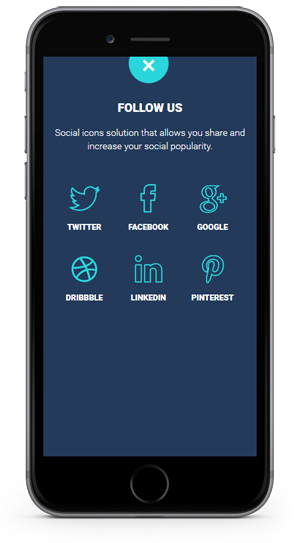 FOLLOW US
Social icons solution that allows you share and
increase your social popularity.
TWITTER FACEBOOK GOOGLE
DRIBBBLE LINKEDIN PINTEREST